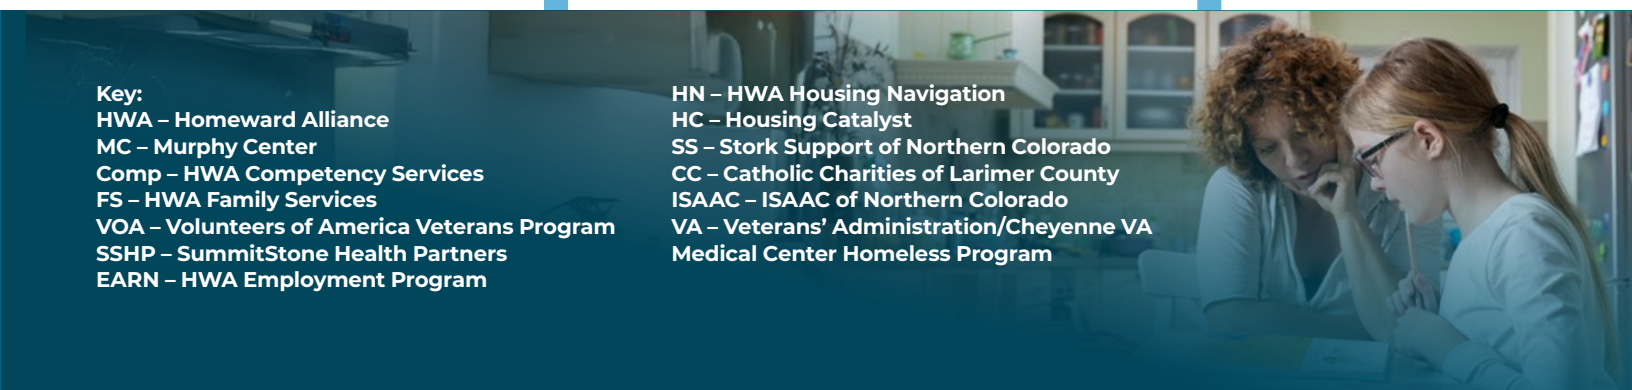 Key:
HWA – Homeward Alliance
MC – Murphy Center
Comp – HWA Competency Services
FS – HWA Family Services
VOA – Volunteers of America Veterans Program
SSHP – SummitStone Health Partners
EARN – HWA Employment Program
HN – HWA Housing Navigation
HC – Housing Catalyst
SS – Stork Support of Northern Colorado
CC – Catholic Charities of Larimer County
ISAAC – ISAAC of Northern Colorado
VA – Veterans’ Administration/Cheyenne VA
Medical Center Homeless Program